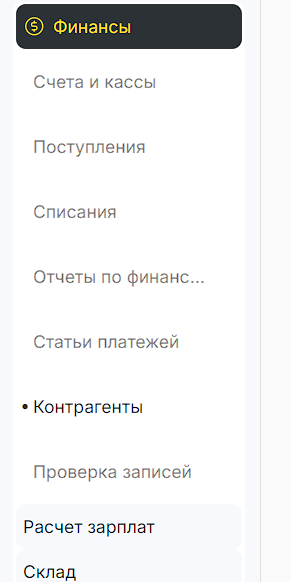 Финансы
Счета и кассы
Поступления
Списания
Отчеты по финанс...
Статьи платежей
• Контрагенты
Проверка записей
Расчет зарплат
Склад